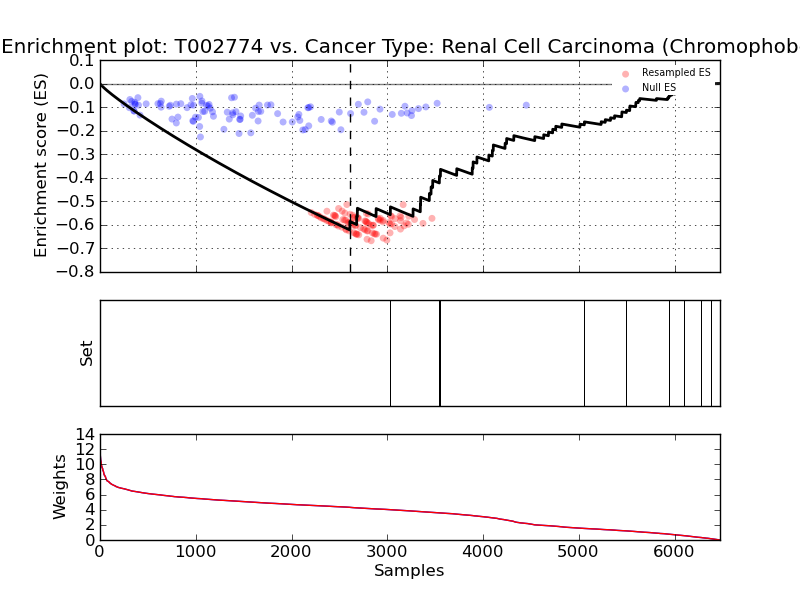 Enrichment plot: T002774 vs. Cancer Type: Renal Cell Carcinoma (Chromophob
0.1
0.0
−0.1
−0.2
−0.3
−0.4
−0.5
−0.6
−0.7
−0.8
Enrichment score (ES)
Resampled ES
Null ES
Set
14
12
10
8
6
4
2
0
Weights
0 1000 2000 3000 4000 5000 6000
Samples